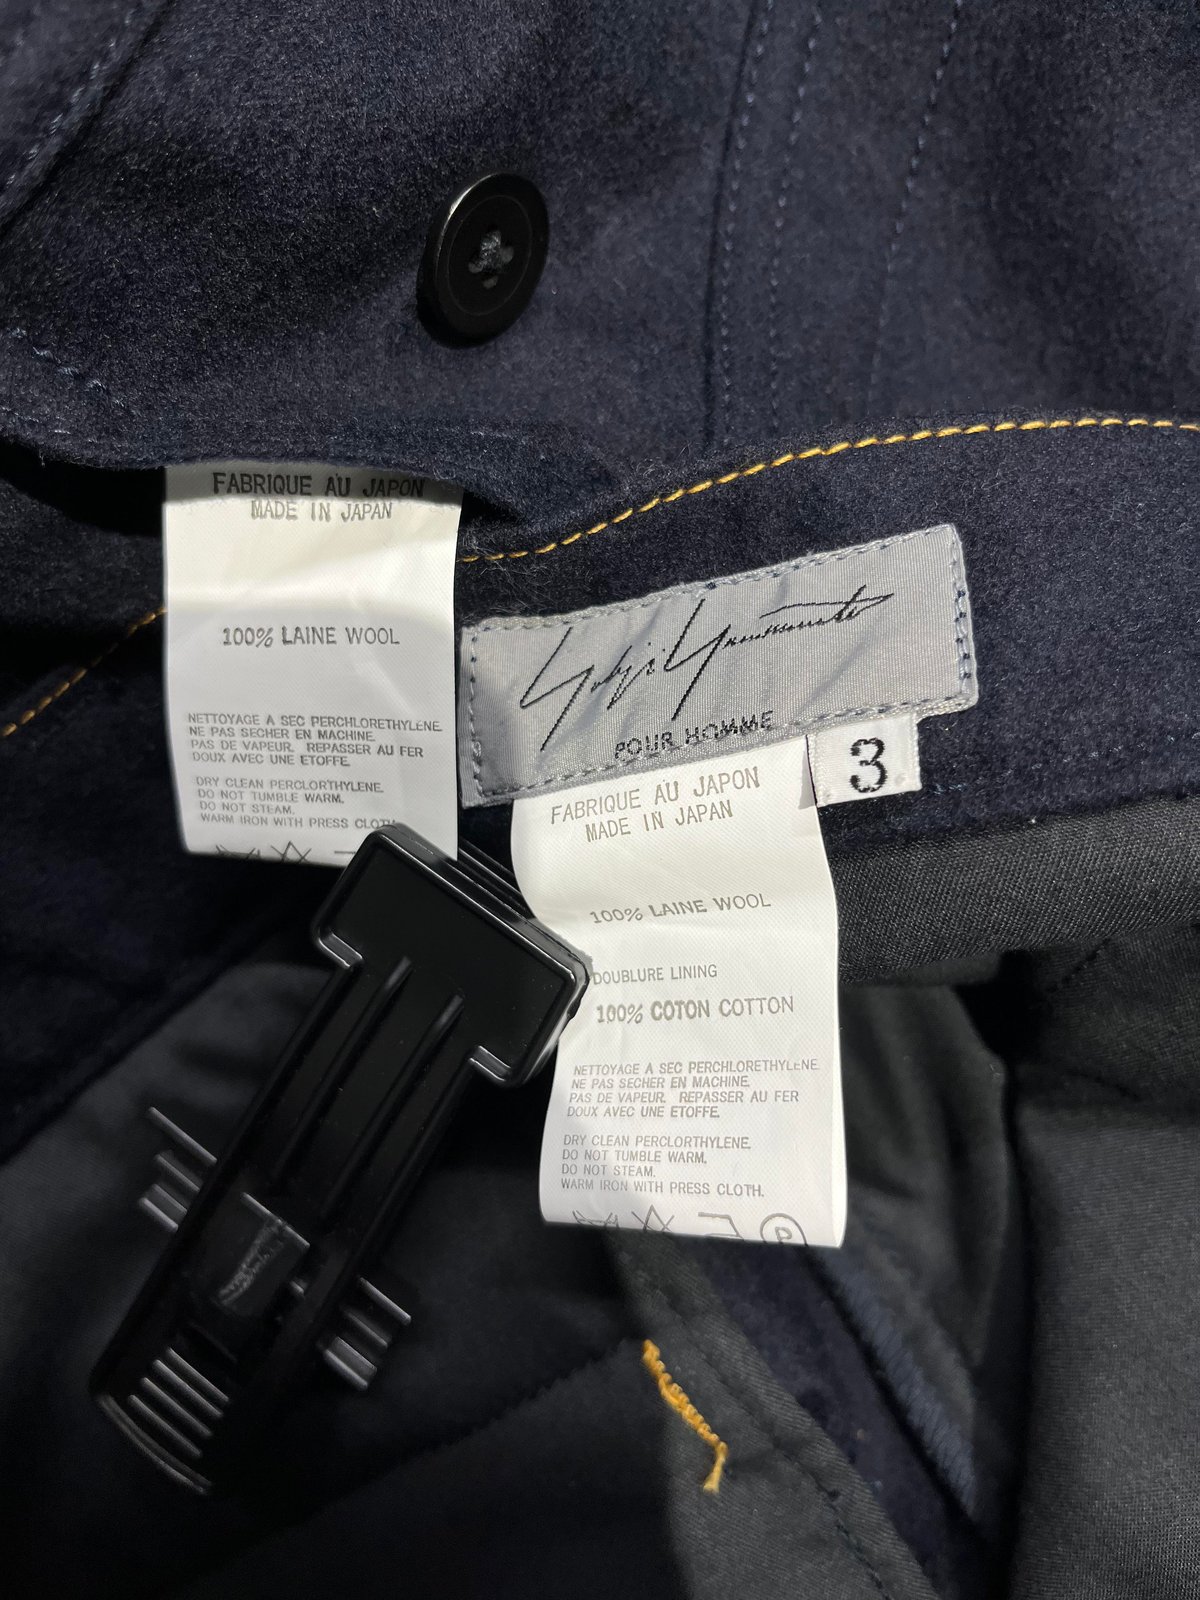 FABRIQUE AU JAPON
MADE IN JAPAN
100% LAINE WOOL
NETTOYAGE A SEC PERCHLORETHYLENE
NE PAS SECHER EN MACHINE
PAS DE VAPEUR. REPASSER AU FER
DOUX AVEC UNE ETOFFE.
DRY CLEAN PERCLORTHYLENE.
DO NOT TUMBLE WARM.
DO NOT STEAM.
WARM IRON WITH PRESS CLOTH
Yohji Yamamoto
POUR HOMME
3
FABRIQUE AU JAPON
MADE IN JAPAN
100% LAINE WOOL
DOUBLURE LINING
100% COTON COTTON
NETTOYAGE A SEC PERCHLORETHYLENE
NE PAS SECHER EN MACHINE.
PAS DE VAPEUR. REPASSER AU FER
DOUX AVEC UNE ETOFFE.
DRY CLEAN PERCLORTHYLENE.
DO NOT TUMBLE WARM.
DO NOT STEAM.
WARM IRON WITH PRESS CLOTH.